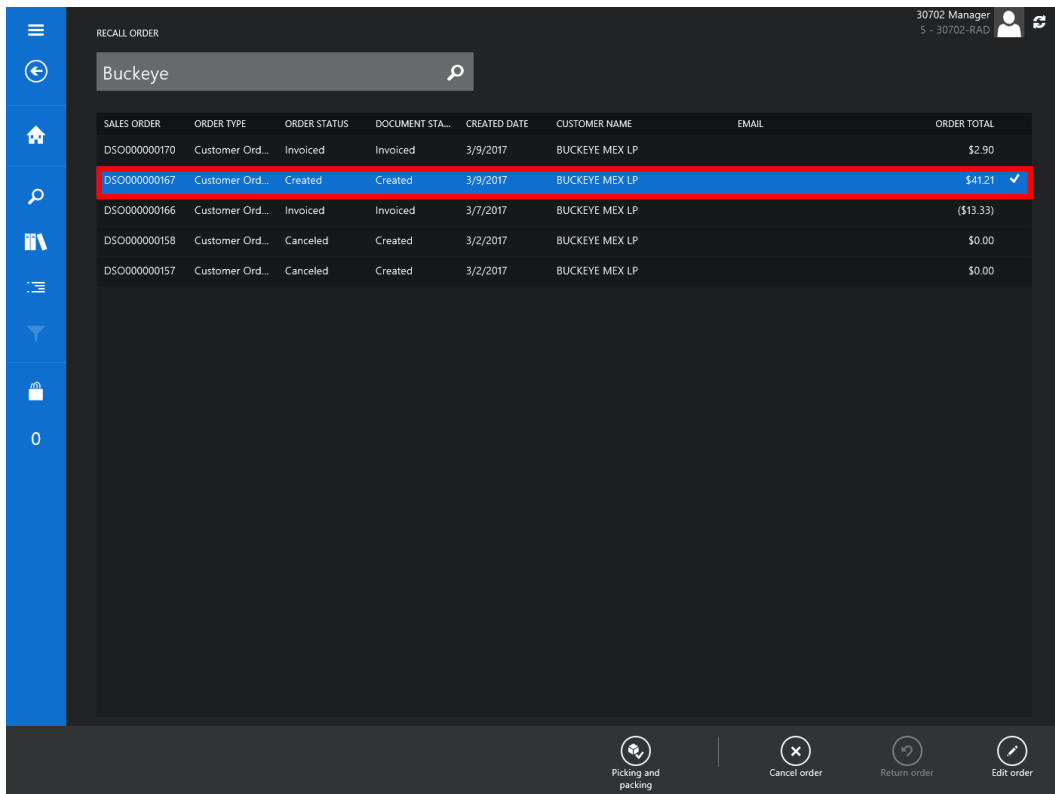 30702 Manager
5 - 30702-RAD
RECALL ORDER
Buckeye
SALES ORDER ORDER TYPE ORDER STATUS DOCUMENT STA... CREATED DATE CUSTOMER NAME EMAIL ORDER TOTAL
DSO000000170 Customer Ord... Invoiced Invoiced 3/9/2017 BUCKEYE MEX LP $2.90
DSO000000167 Customer Ord... Created Created 3/9/2017 BUCKEYE MEX LP $41.21
DSO000000166 Customer Ord... Invoiced Invoiced 3/7/2017 BUCKEYE MEX LP ($13.33)
DSO000000158 Customer Ord... Canceled Created 3/2/2017 BUCKEYE MEX LP $0.00
DSO000000157 Customer Ord... Canceled Created 3/2/2017 BUCKEYE MEX LP $0.00
0
Picking and
packing
Cancel order
Return order
Edit order